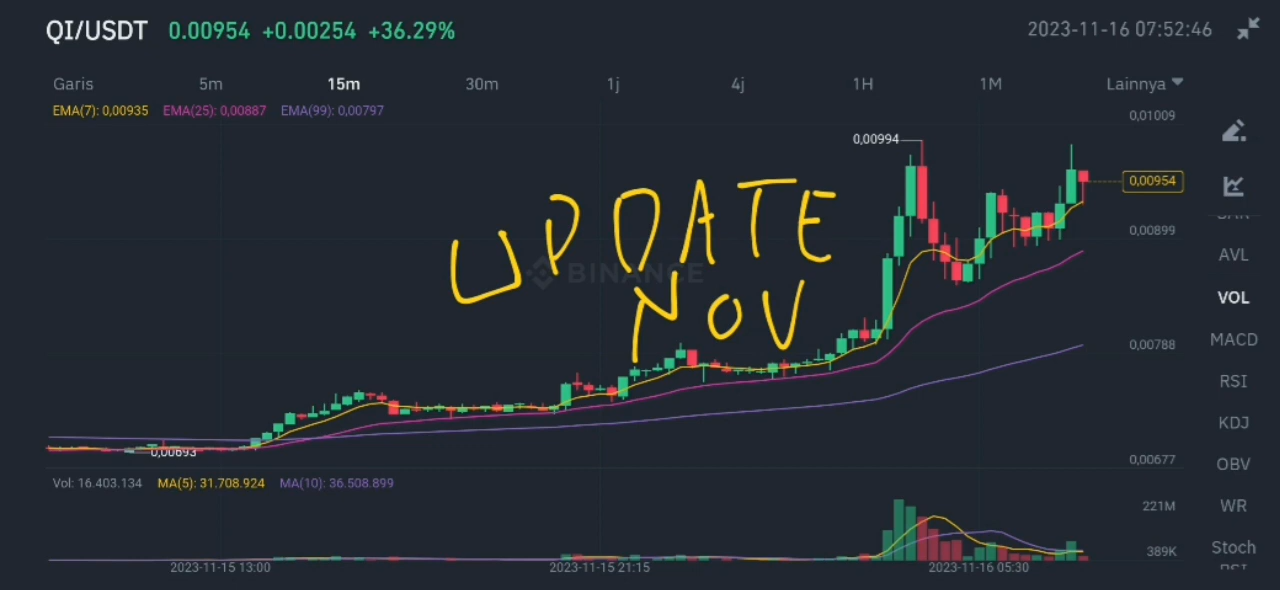 QI/USDT 0.00954 +0.00254 +36.29% 2023-11-16 07:52:46
Garis 5m 15m 30m 1j 4j 1H 1M Lainnya
EMA(7): 0,00935 EMA(25): 0,00887 EMA(99): 0,00797
0,01009
0,00994
0,00954
UPDATE
0,00899
AVL
BINANCE
NOV
VOL
0,00788
MACD
RSI
KDJ
0,00693
0,00677
OBV
Vol: 16.403.134 MA(5): 31.708.924 MA(10): 36.508.899
221M
WR
389K
Stoch
2023-11-15 13:00 2023-11-15 21:15 2023-11-16 05:30